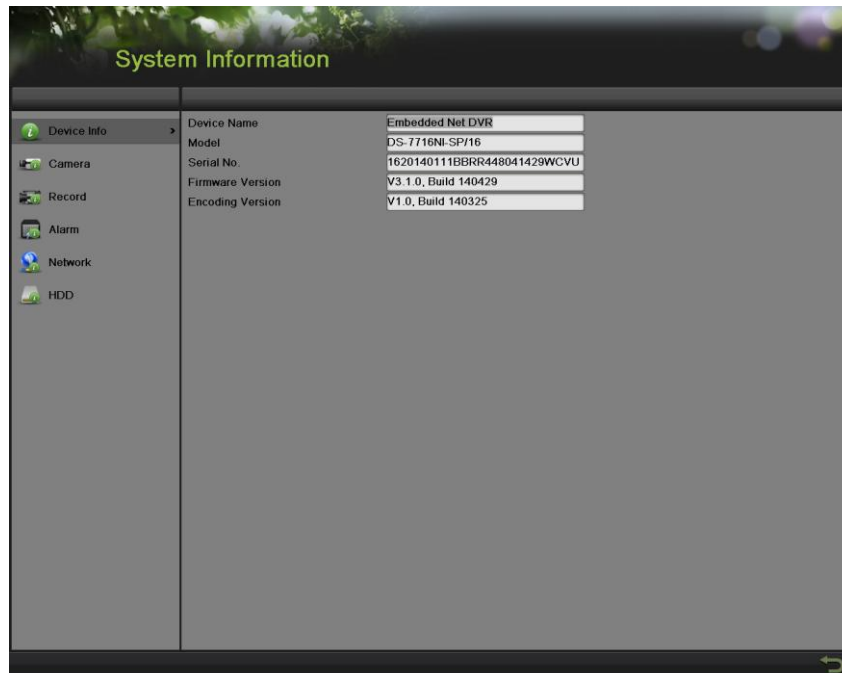 System Information
Device Info
Camera
Record
Alarm
Network
HDD
Device Name Embedded Net DVR
Model DS-7716NI-SP/16
Serial No. 1620140111BBRR448041429WCVU
Firmware Version V3.1.0, Build 140429
Encoding Version V1.0, Build 140325